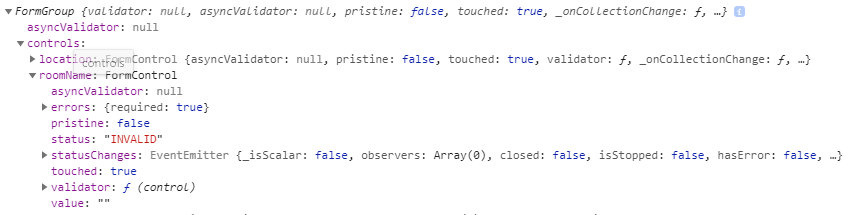 FormGroup {validator: null, asyncValidator: null, pristine: false, touched: true, _onCollectionChange: ƒ, …} i
asyncValidator: null
controls:
location: FormControl {asyncValidator: null, pristine: false, touched: true, validator: ƒ, _onCollectionChange: ƒ, …}
controls
roomName: FormControl
asyncValidator: null
errors: {required: true}
pristine: false
status: "INVALID"
statusChanges: EventEmitter {_isScalar: false, observers: Array(0), closed: false, isStopped: false, hasError: false, …}
touched: true
validator: ƒ (control)
value: ""